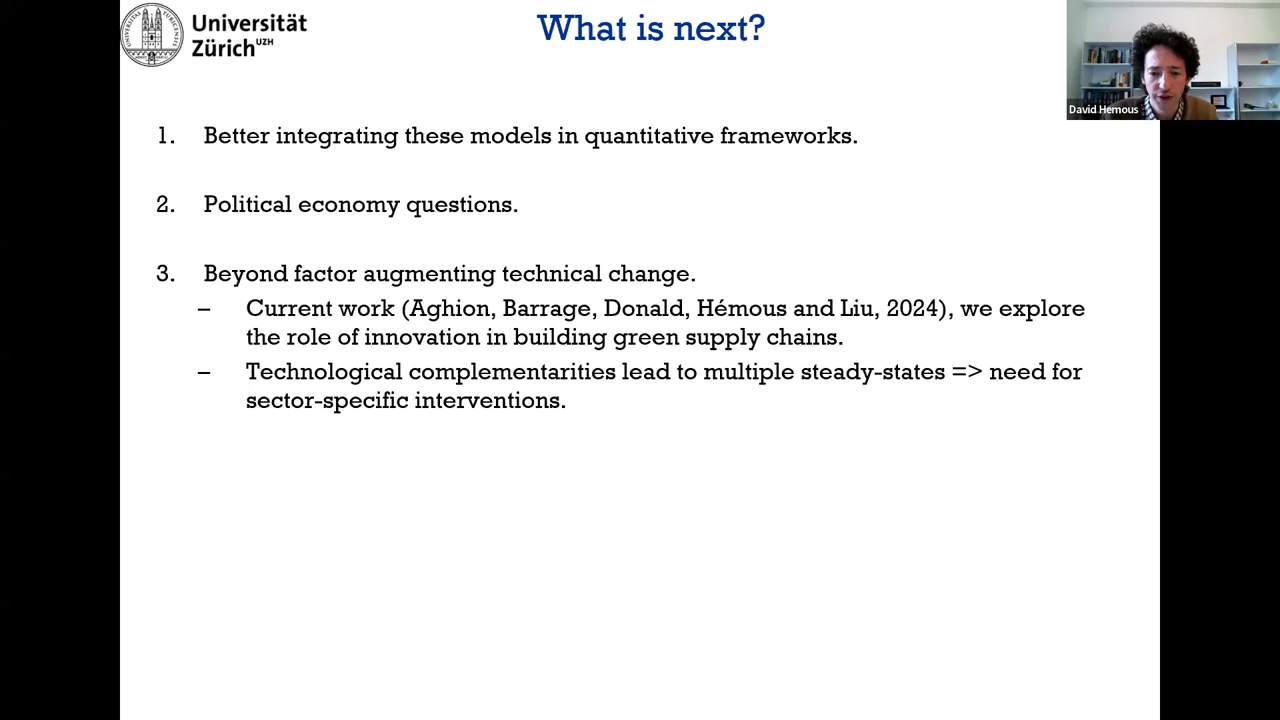 Universität
Zürich UZH
What is next?
David Hemous
1. Better integrating these models in quantitative frameworks.
2. Political economy questions.
3. Beyond factor augmenting technical change.
– Current work (Aghion, Barrage, Donald, Hémous and Liu, 2024), we explore
the role of innovation in building green supply chains.
– Technological complementarities lead to multiple steady-states => need for
sector-specific interventions.